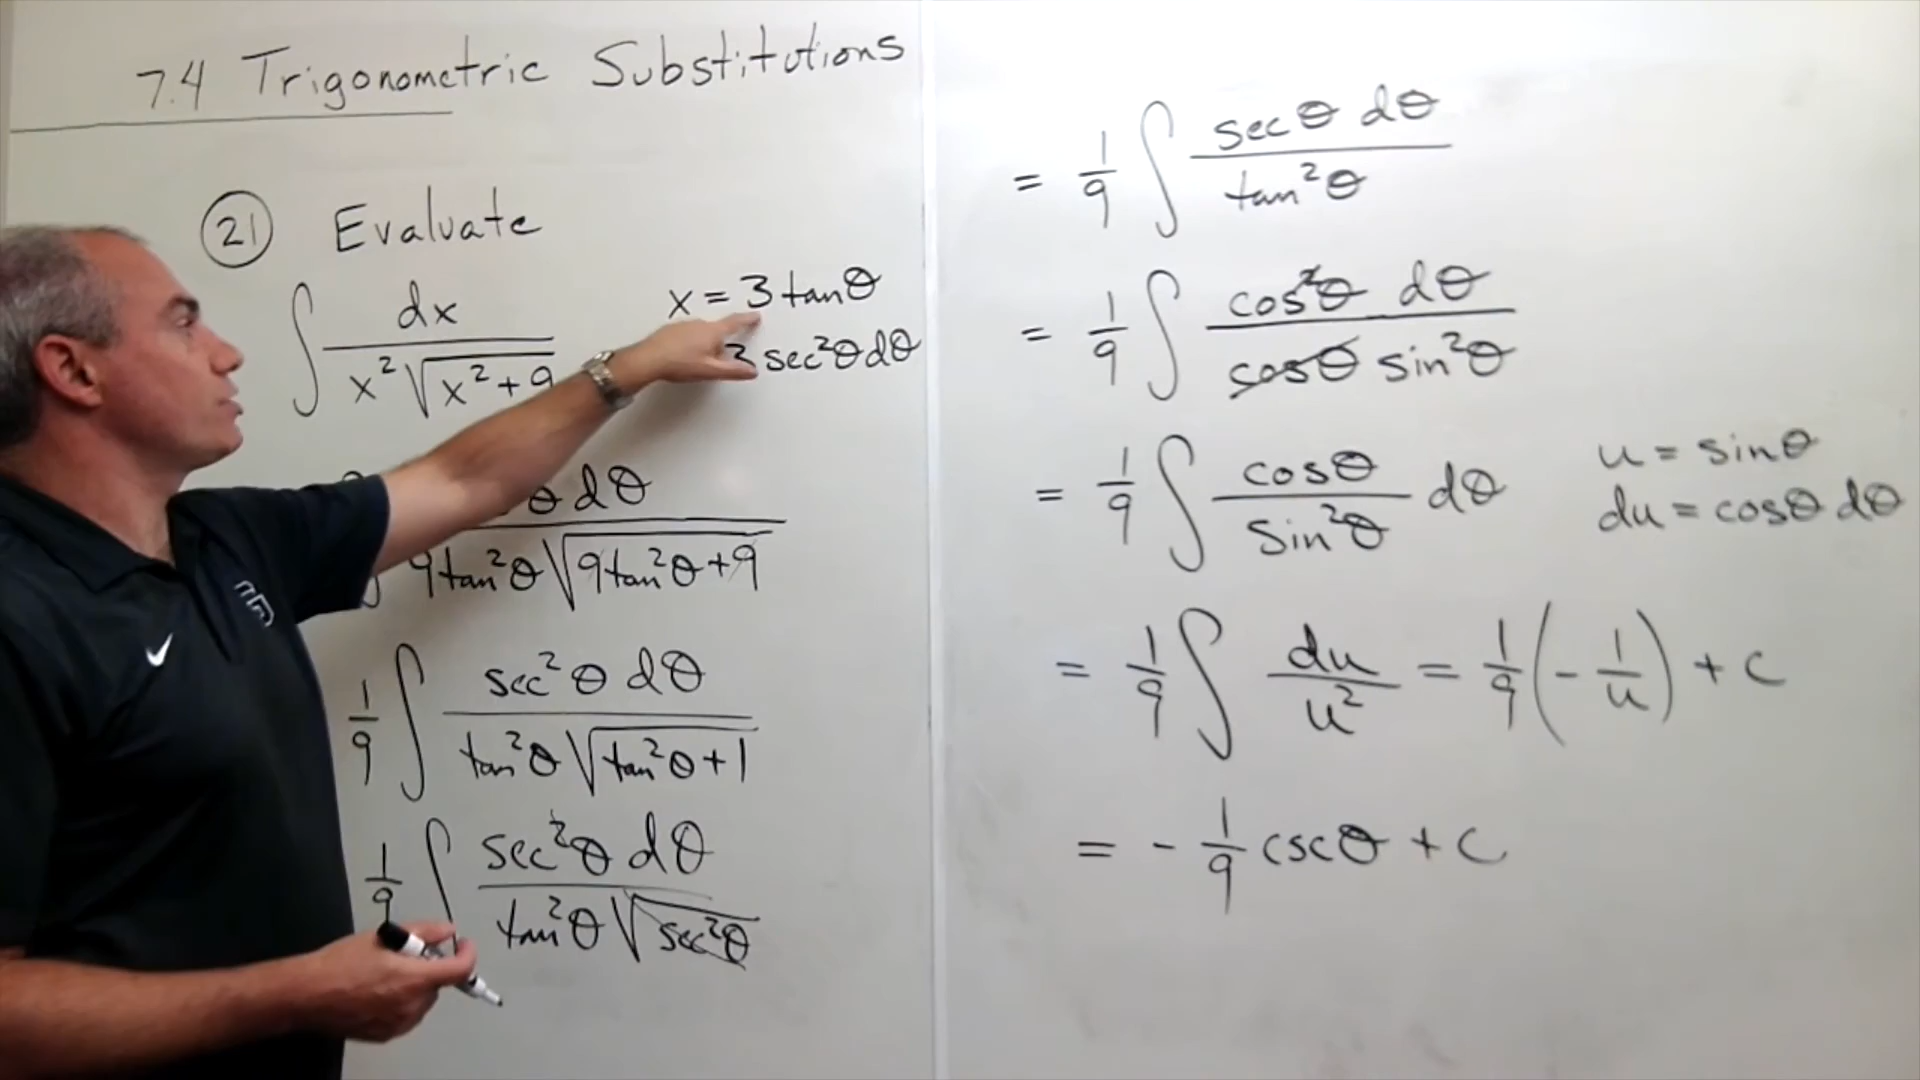 7.4 Trigonometric Substitutions
21 Evaluate
∫ dx / x²√x²+9
x = 3tanθ
3sec²θdθ
θ dθ / 9tan²θ√9tan²θ+9
1/9 ∫ sec²θ dθ / tan²θ√tan²θ+1
1/9 ∫ sec²θ dθ / tan²θ√sec²θ
= 1/9 ∫ secθ dθ / tan²θ
= 1/9 ∫ cos²θ dθ / cosθ sin²θ
= 1/9 ∫ cosθ / sin²θ dθ
u = sinθ
du = cosθ dθ
= 1/9 ∫ du / u² = 1/9 (- 1/u) + c
= - 1/9 cscθ + c